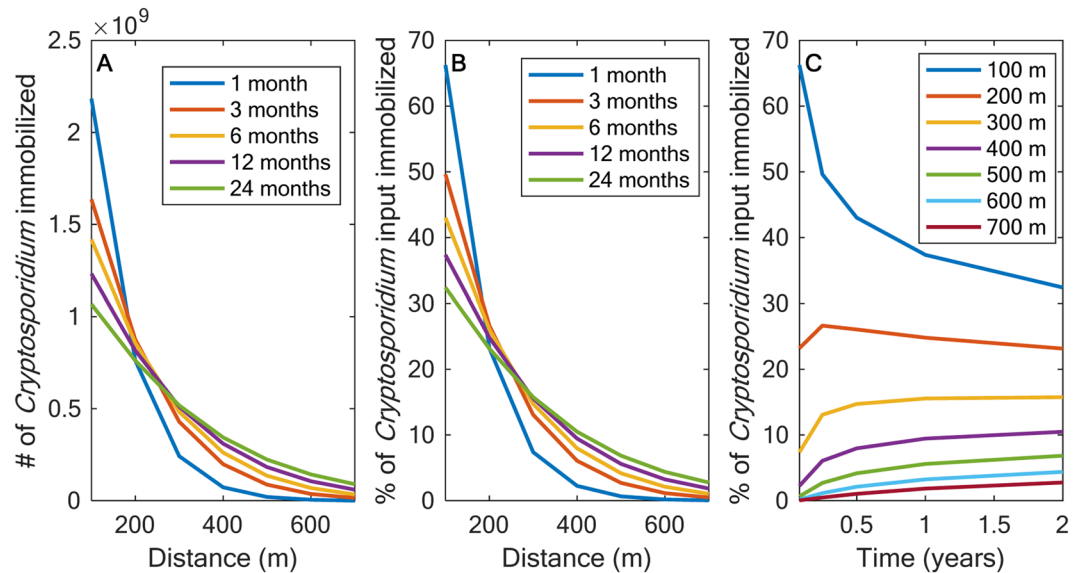 × 10⁹
2.5
2
1.5
1
0.5
0
# of Cryptosporidium immobilized
A
1 month
3 months
6 months
12 months
24 months
200
400
600
Distance (m)
70
60
50
40
30
20
10
0
% of Cryptosporidium input immobilized
B
1 month
3 months
6 months
12 months
24 months
200
400
600
Distance (m)
70
60
50
40
30
20
10
0
% of Cryptosporidium input immobilized
C
100 m
200 m
300 m
400 m
500 m
600 m
700 m
0.5
1
1.5
2
Time (years)